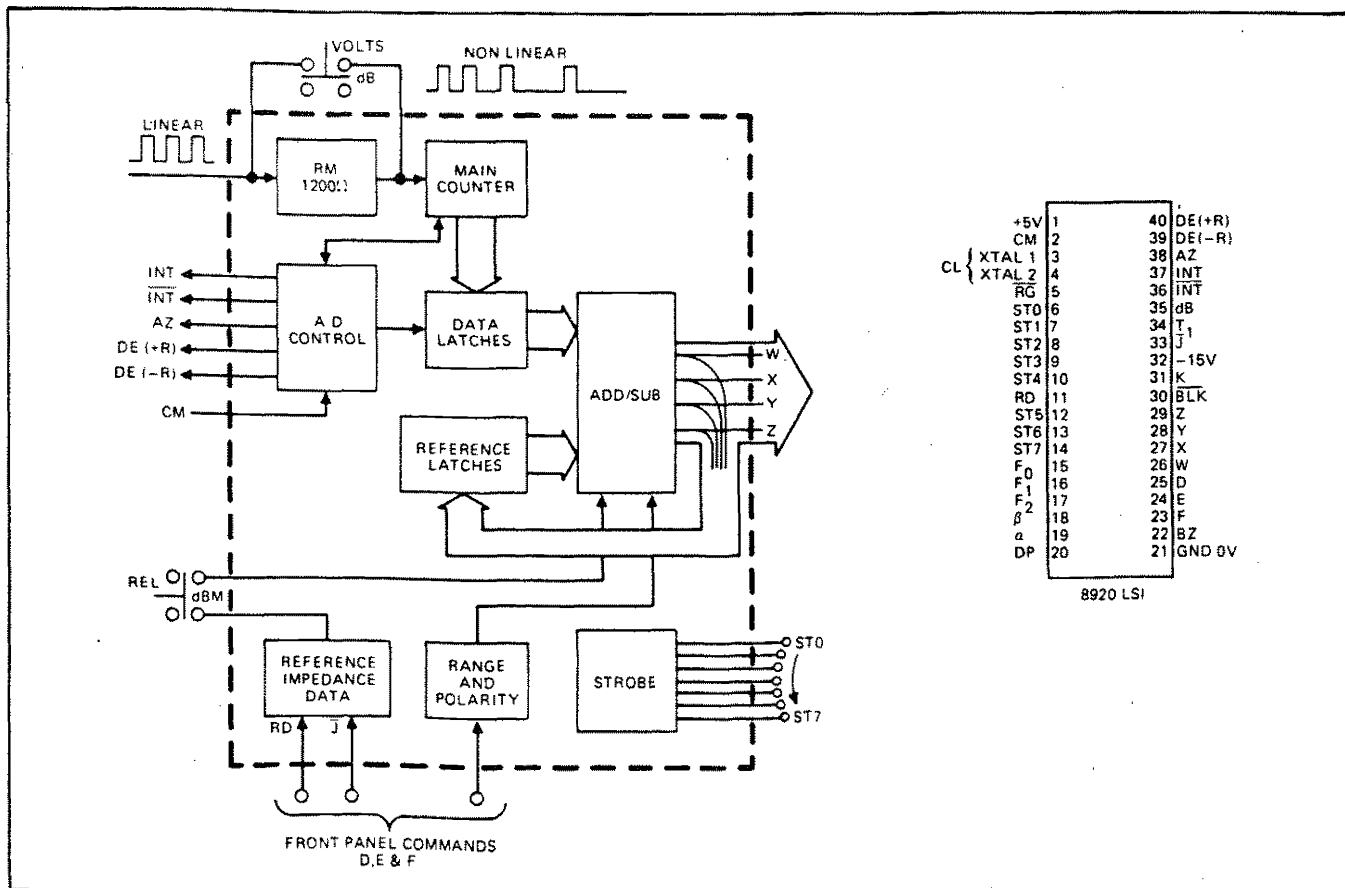 VOLTS
dB
NON LINEAR
LINEAR
RM
1200Ω
MAIN
COUNTER
INT
INT
AZ
DE (+R)
DE (-R)
CM
A D
CONTROL
DATA
LATCHES
ADD/SUB
W
X
Y
Z
REFERENCE
LATCHES
REL
dBM
REFERENCE
IMPEDANCE
DATA
RD
J
RANGE
AND
POLARITY
STROBE
ST0
ST7
FRONT PANEL COMMANDS
D,E & F
+5V 1
CM 2
CL { XTAL 1 3
XTAL 2 4
RG 5
ST0 6
ST1 7
ST2 8
ST3 9
ST4 10
RD 11
ST5 12
ST6 13
ST7 14
F0 15
F1 16
F2 17
β 18
α 19
DP 20
40 DE(+R)
39 DE(-R)
38 AZ
37 INT
36 INT
35 dB
34 T1
33 J
32 -15V
31 K
30 BLK
29 Z
28 Y
27 X
26 W
25 D
24 E
23 F
22 BZ
21 GND 0V
8920 LSI